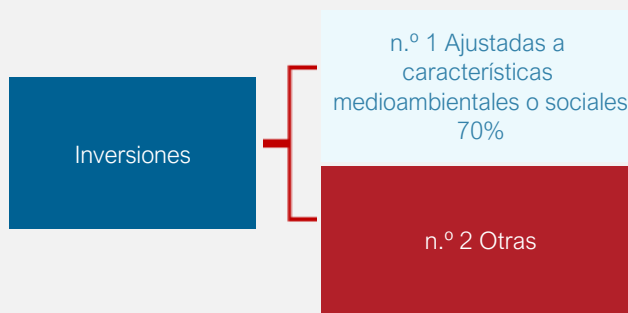 n.º 1 Ajustadas a
características
medioambientales o sociales
70%
Inversiones
n.º 2 Otras